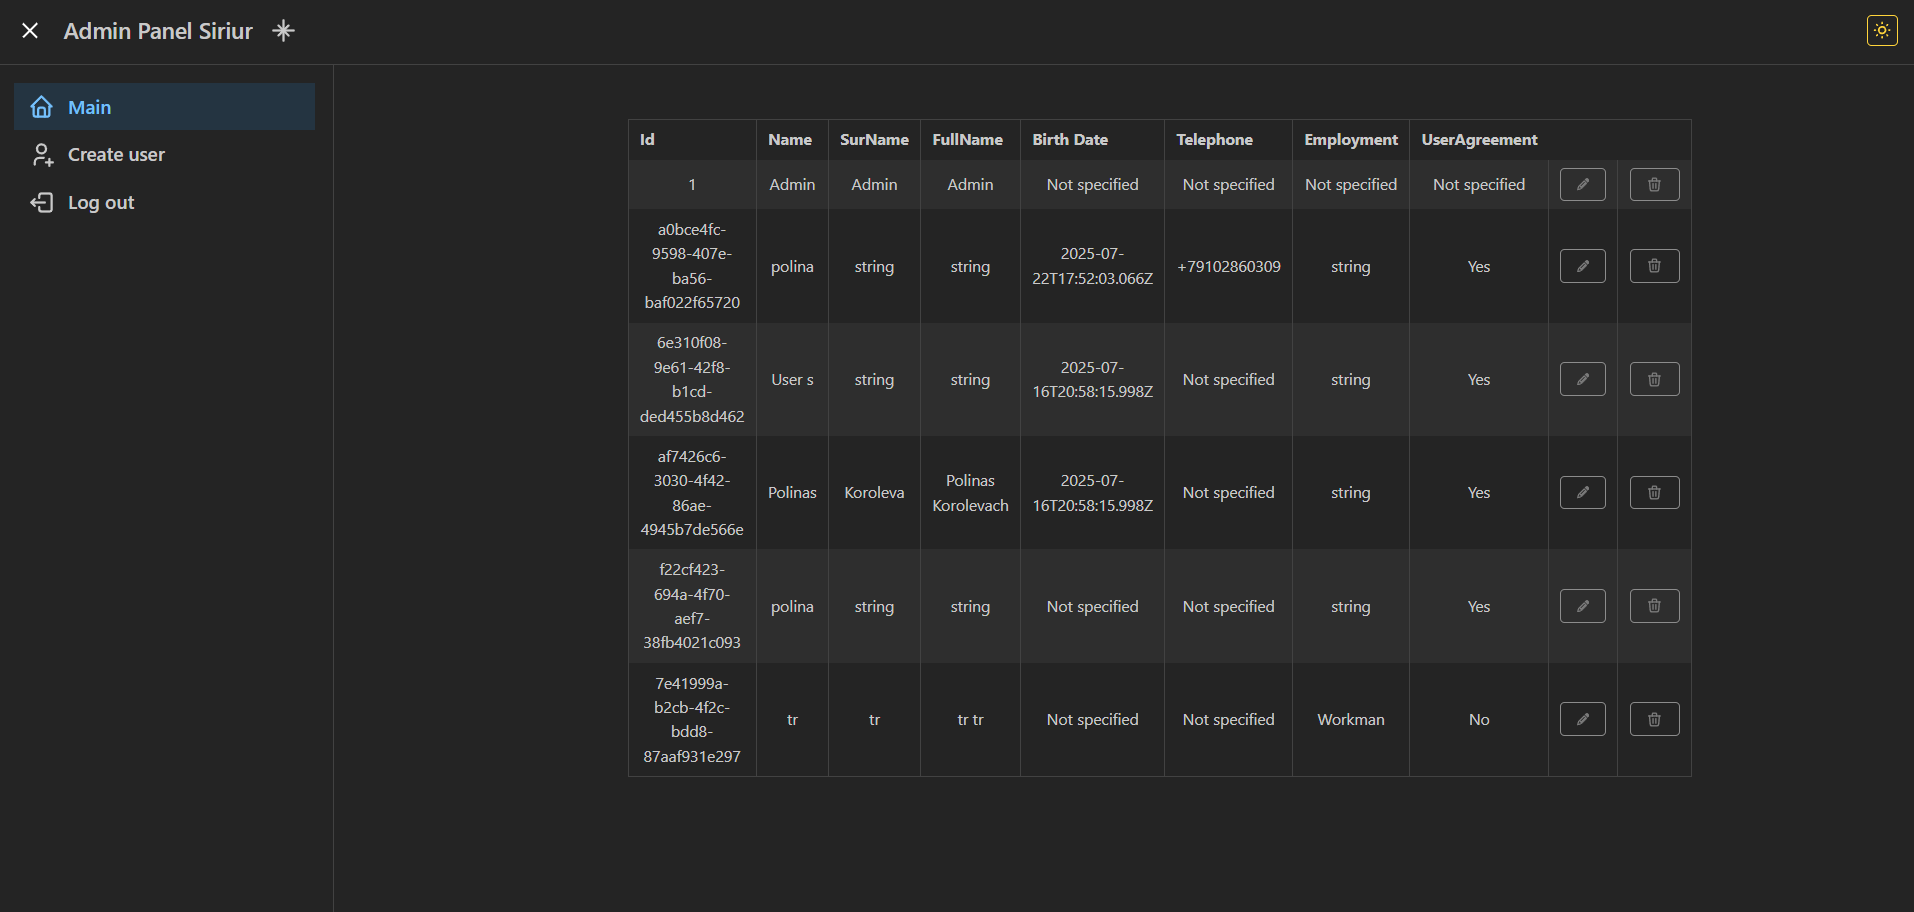 Admin Panel Siriur
Main
Create user
Log out
Id Name SurName FullName Birth Date Telephone Employment UserAgreement
1 Admin Admin Admin Not specified Not specified Not specified Not specified
a0bce4fc-
9598-407e-
ba56-
baf022f65720
polina string string
2025-07-
22T17:52:03.066Z
+79102860309 string Yes
6e310f08-
9e61-42f8-
b1cd-
ded455b8d462
User s string string
2025-07-
16T20:58:15.998Z
Not specified string Yes
af7426c6-
3030-4f42-
86ae-
4945b7de566e
Polinas Koroleva
Polinas
Korolevach
2025-07-
16T20:58:15.998Z
Not specified string Yes
f22cf423-
694a-4f70-
aef7-
38fb4021c093
polina string string Not specified Not specified string Yes
7e41999a-
b2cb-4f2c-
bdd8-
87aaf931e297
tr tr tr tr Not specified Not specified Workman No